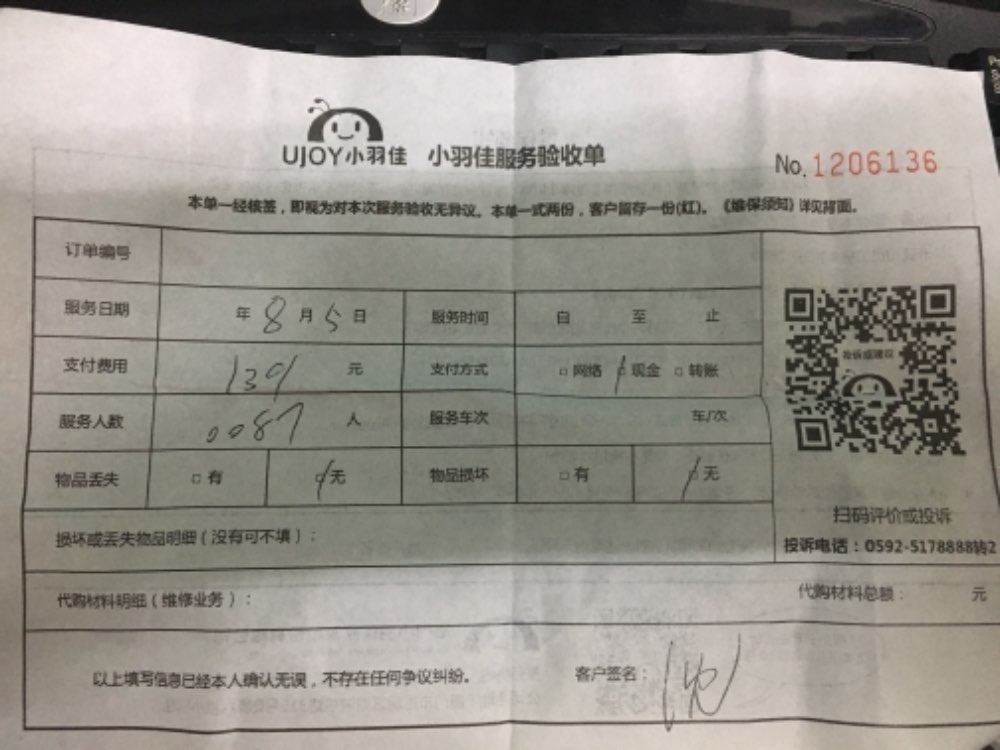 UJOY小羽佳 小羽佳服务验收单
No.1206136
本单一经核签，即视为对本次服务验收无异议。本单一式两份，客户留存一份(红)。《维保须知》详见背面。
订单编号
服务日期 年 8 月 5 日 服务时间 自 至 止
支付费用 139 元 支付方式 □网络 □现金 □转账
服务人数 0087 人 服务车次 车/次
物品丢失 □有 □无 物品损坏 □有 □无
投诉或建议
扫码评价或投诉
投诉电话：0592-5178888转2
损坏或丢失物品明细（没有可不填）：
代购材料明细（维修业务）： 代购材料总额： 元
以上填写信息已经本人确认无误，不存在任何争议纠纷。 客户签名：